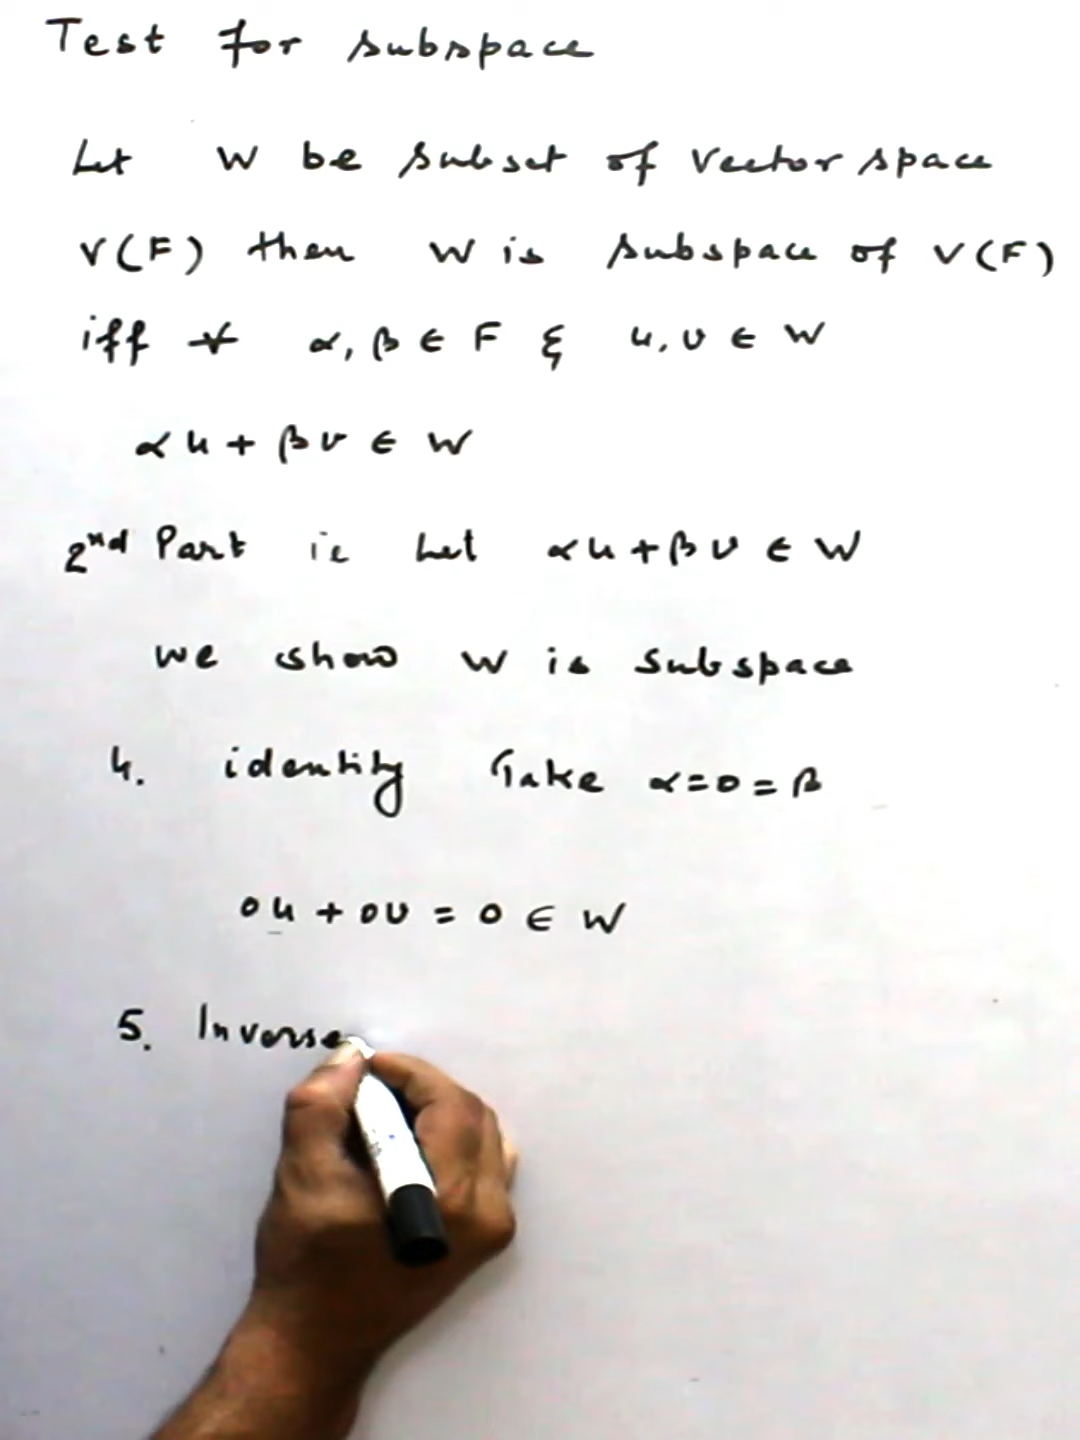 Test for subspace
Let W be subset of vector space
V(F) then W is subspace of V(F)
iff ∀ α, β ∈ F & u, v ∈ W
αu + βv ∈ W
2nd Part ie Let αu + βv ∈ W
we show W is subspace
4. identity Take α=0=β
0u + 0v = 0 ∈ W
5. Inverse